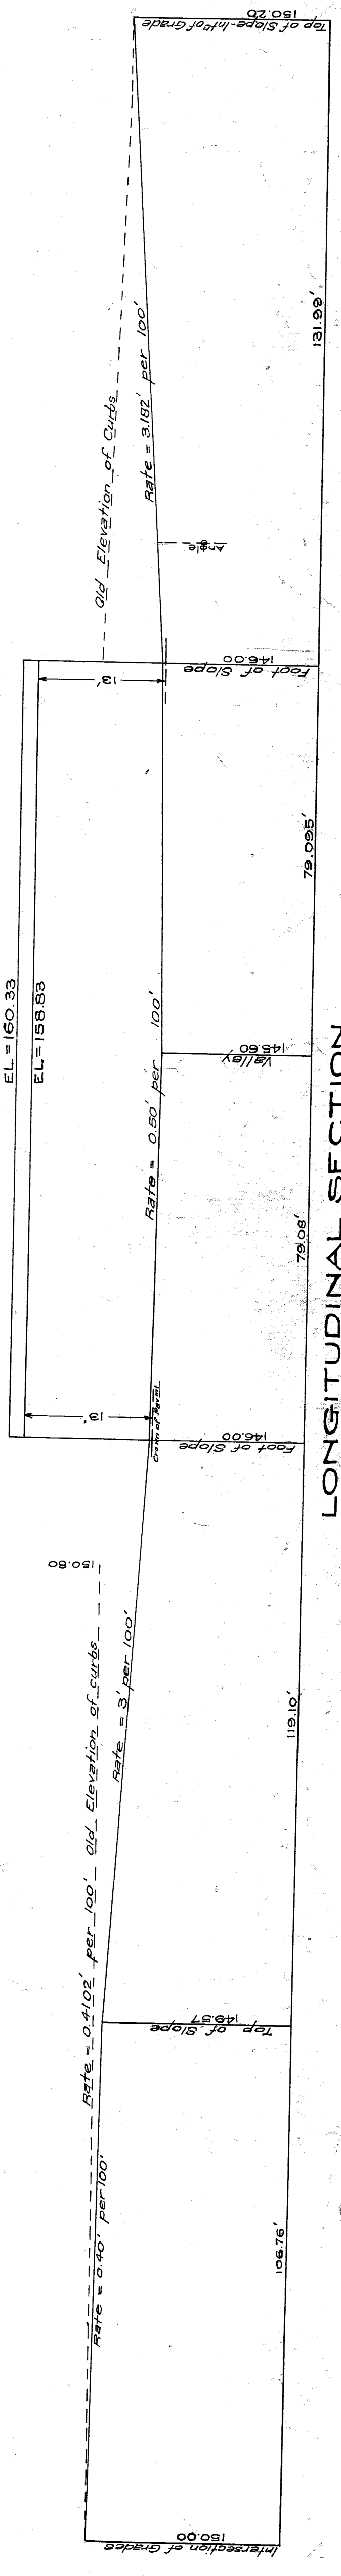 EL=160.33
EL=158.83
Old Elevation of Curbs
Rate = 0.4102' per 100' Old Elevation of curbs
150.80
Rate = 0.40' per 100'
Rate = 3' per 100'
Rate = 0.50' per 100'
Rate = 3.182' per 100'
13'
13'
Crown of Pavm't
Angle
Intersection of Grades
150.00
Top of Slope
149.57
Foot of Slope
146.00
Valley
145.60
Foot of Slope
146.00
Top of Slope-Int'n of Grade
150.20
106.76'
119.10'
79.08'
79.095'
131.99'
LONGITUDINAL SECTION